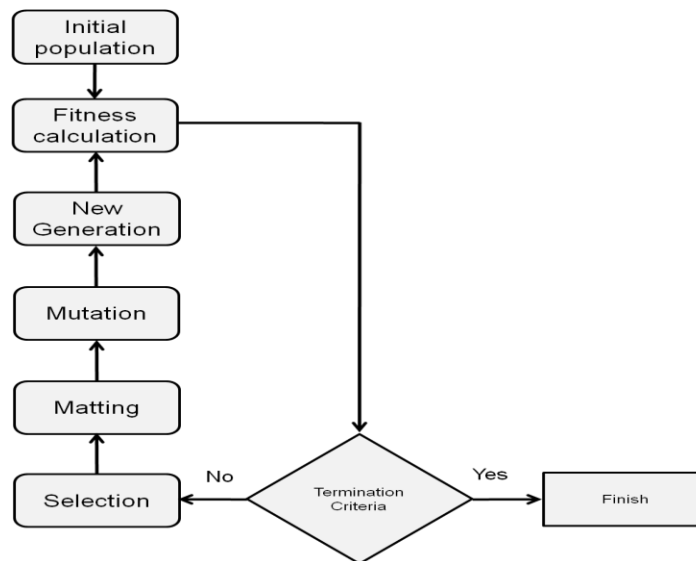 Initial
population
Fitness
calculation
New
Generation
Mutation
Matting
Selection
No
Termination
Criteria
Yes
Finish